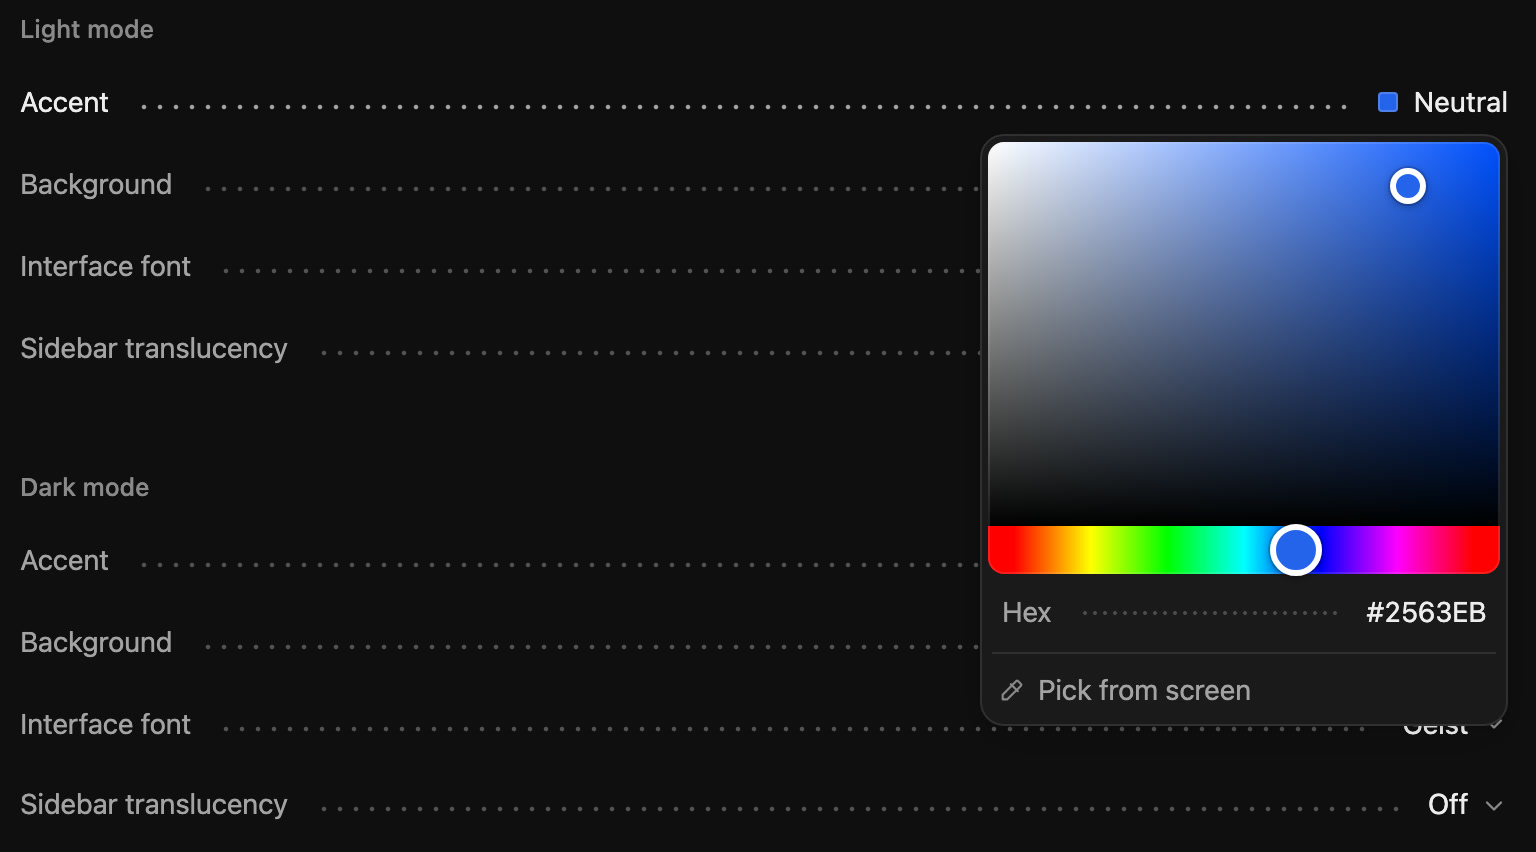 Light mode
Accent Neutral
Background
Interface font
Sidebar translucency
Dark mode
Accent
Background
Hex #2563EB
Pick from screen
Interface font Geist
Sidebar translucency Off